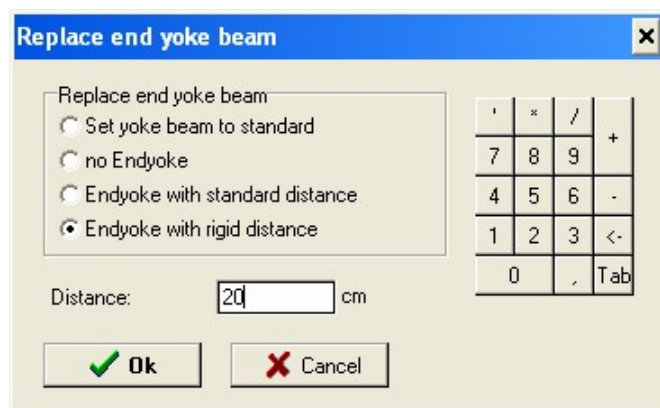 Replace end yoke beam
Replace end yoke beam
Set yoke beam to standard
no Endyoke
Endyoke with standard distance
Endyoke with rigid distance
Distance: 20 cm
Ok Cancel
' * / +
7 8 9
4 5 6 -
1 2 3 <-
0 , Tab